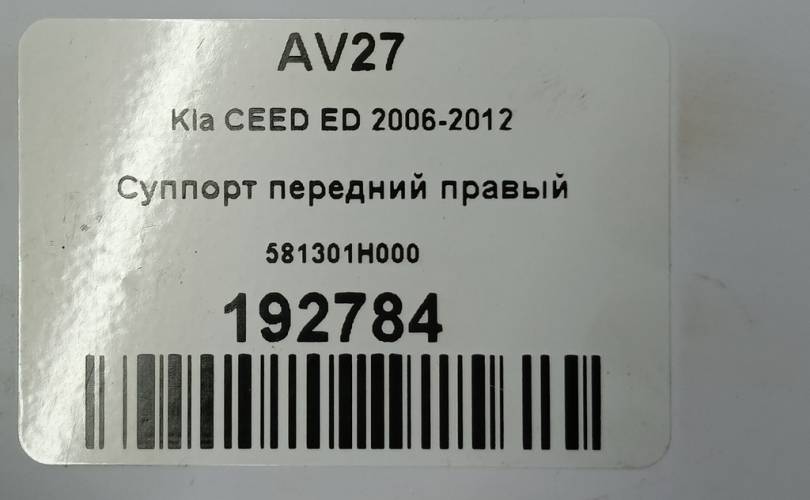 AV27
Kia CEED ED 2006-2012
Суппорт передний правый
581301H000
192784